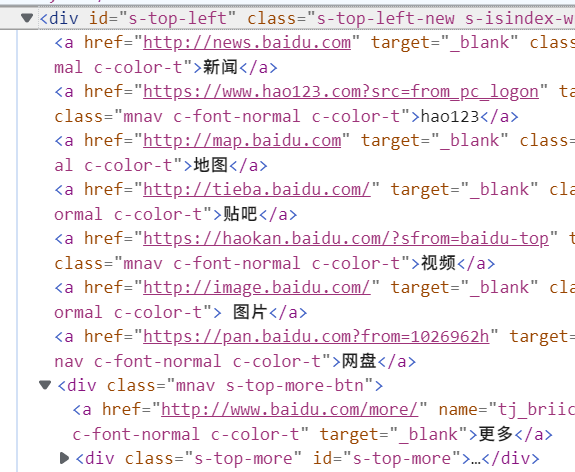 <div id="s-top-left" class="s-top-left-new s-isindex-w
<a href="http://news.baidu.com" target="_blank" clas
mal c-color-t">新闻</a>
<a href="https://www.hao123.com?src=from_pc_logon" ta
class="mnav c-font-normal c-color-t">hao123</a>
<a href="http://map.baidu.com" target="_blank" class=
al c-color-t">地图</a>
<a href="http://tieba.baidu.com/" target="_blank" cla
ormal c-color-t">贴吧</a>
<a href="https://haokan.baidu.com/?sfrom=baidu-top" t
class="mnav c-font-normal c-color-t">视频</a>
<a href="http://image.baidu.com/" target="_blank" cla
ormal c-color-t"> 图片</a>
<a href="https://pan.baidu.com?from=1026962h" target=
nav c-font-normal c-color-t">网盘</a>
<div class="mnav s-top-more-btn">
<a href="http://www.baidu.com/more/" name="tj_briic
c-font-normal c-color-t" target="_blank">更多</a>
<div class="s-top-more" id="s-top-more">…</div>